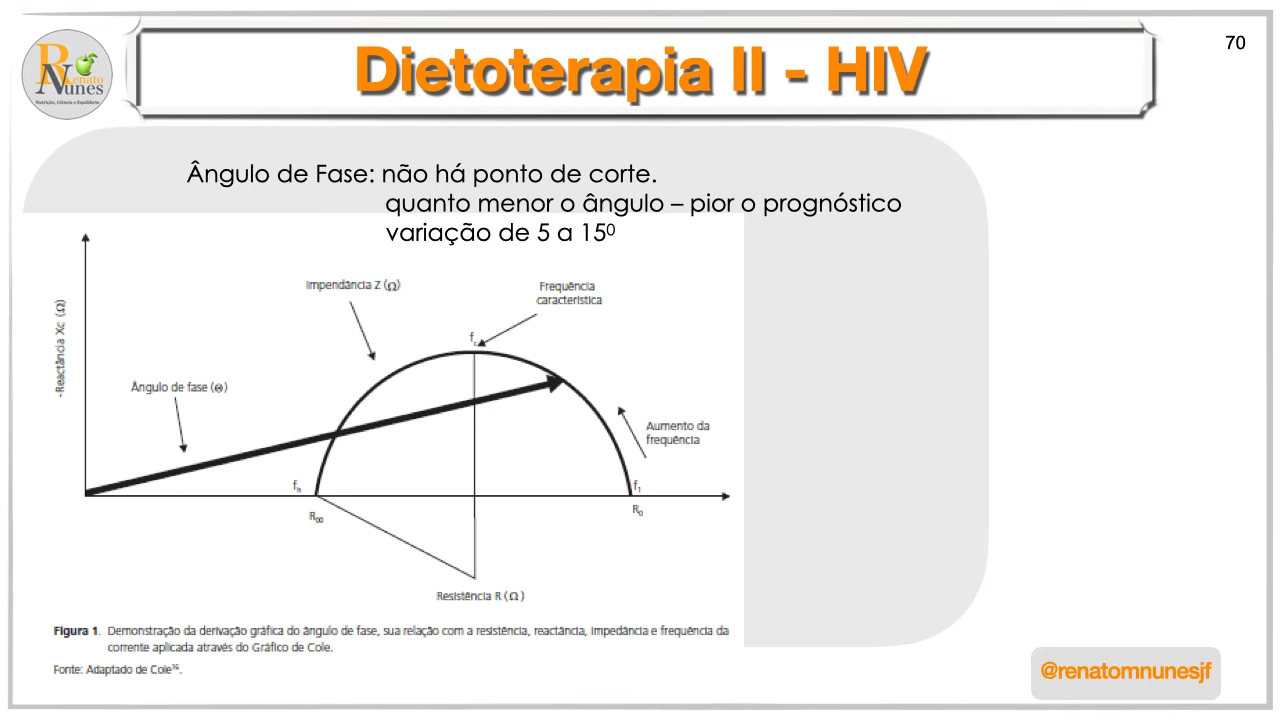 Renato
Nunes
Nutrição, Ciência e Equilíbrio
Dietoterapia II - HIV
70
Ângulo de Fase: não há ponto de corte.
quanto menor o ângulo – pior o prognóstico
variação de 5 a 15⁰
-Reactância Xc (Ω)
Impendância Z (Ω)
Frequência
característica
fc
Ângulo de fase (Θ)
Aumento da
frequência
fh
f1
R00
R0
Resistência R (Ω)
Figura 1. Demonstração da derivação gráfica do ângulo de fase, sua relação com a resistência, reactância, impedância e frequência da
corrente aplicada através do Gráfico de Cole.
Fonte: Adaptado de Cole¹⁶.
@renatomnunesjf